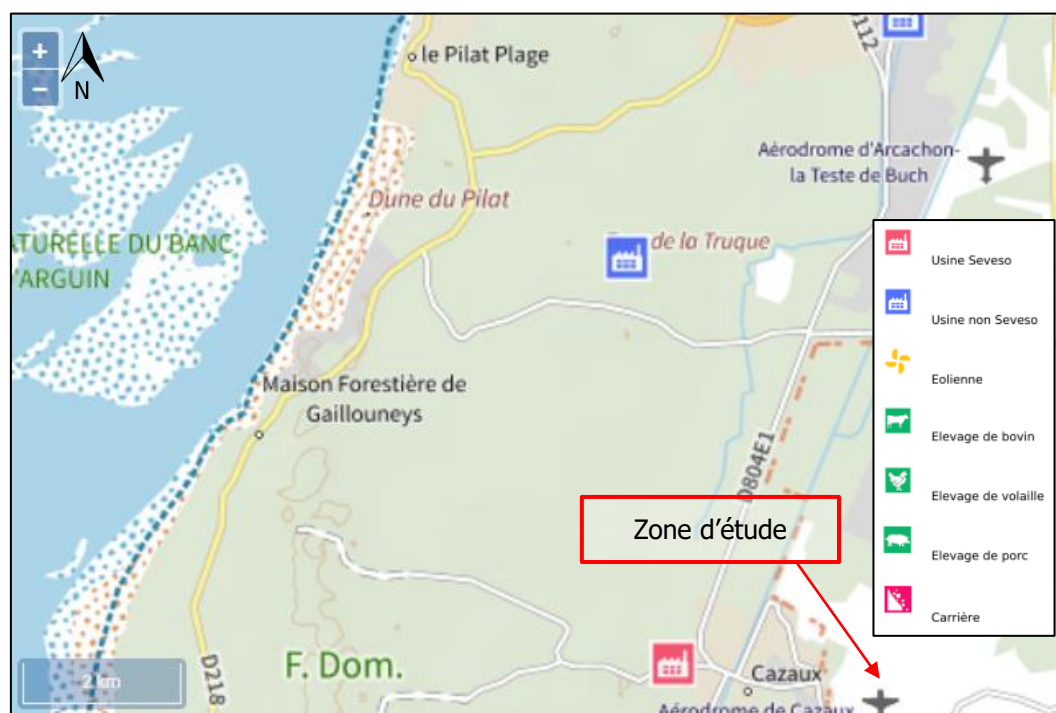 +
le Pilat Plage
−
N
D112
Aérodrome d'Arcachon-
la Teste de Buch
Dune du Pilat
de la Truque
ATURELLE DU BANC
D'ARGUIN
Usine Seveso
Usine non Seveso
Maison Forestière de
Gaillouneys
Eolienne
Elevage de bovin
D804E1
Elevage de volaille
Zone d'étude
Elevage de porc
Carrière
F. Dom.
D218
2 km
Cazaux
Aérodrome de Cazaux